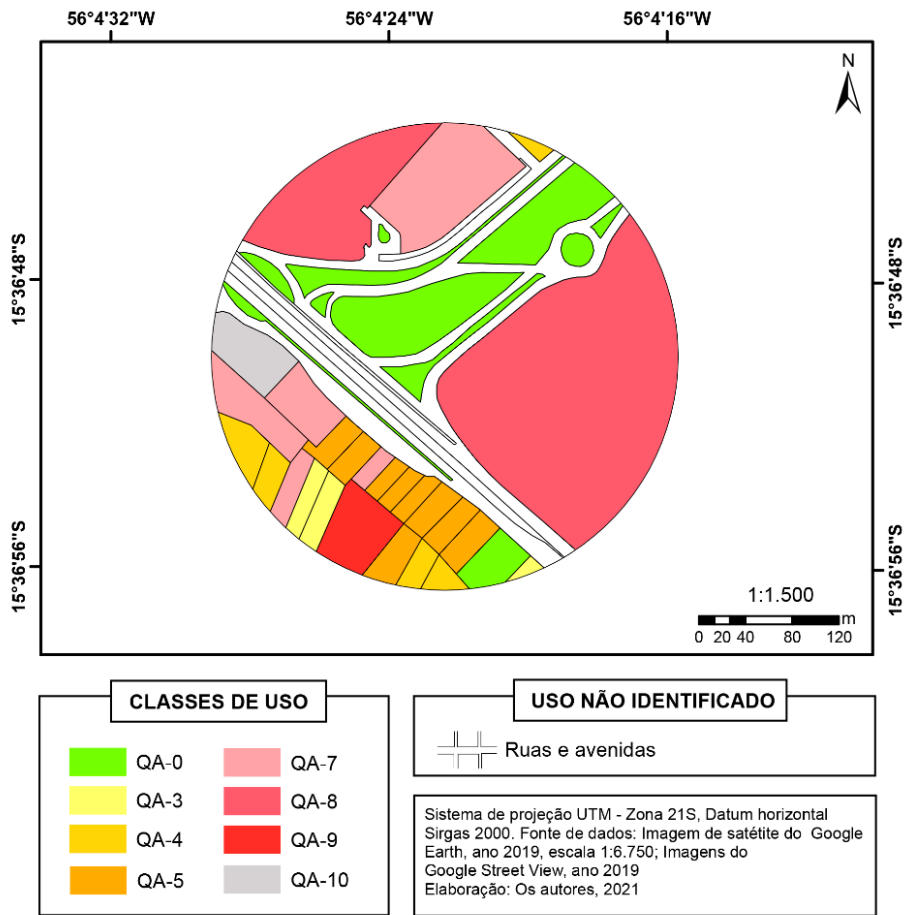 56°4'32"W 56°4'24"W 56°4'16"W
N
15°36'48"S 15°36'48"S
15°36'56"S 15°36'56"S
1:1.500
m
0 20 40 80 120
CLASSES DE USO
QA-0 QA-7
QA-3 QA-8
QA-4 QA-9
QA-5 QA-10
USO NÃO IDENTIFICADO
Ruas e avenidas
Sistema de projeção UTM - Zona 21S, Datum horizontal
Sirgas 2000. Fonte de dados: Imagem de satétite do Google
Earth, ano 2019, escala 1:6.750; Imagens do
Google Street View, ano 2019
Elaboração: Os autores, 2021